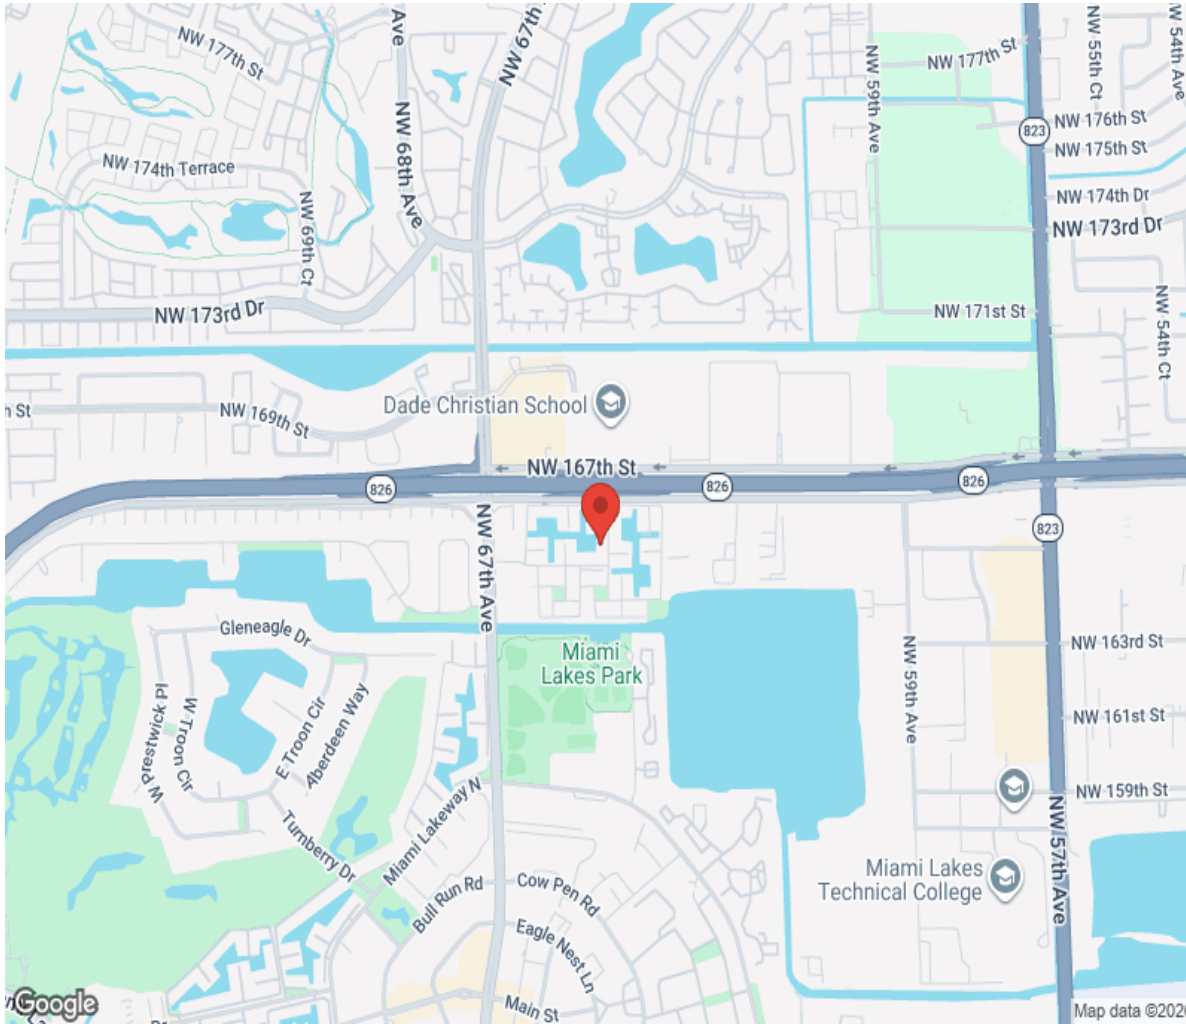 NW 177th St
Ave
NW 67th
NW 68th Ave
NW 174th Terrace
NW 69th Ct
NW 173rd Dr
NW 59th Ave
NW 177th St
NW 55th Ct
NW 54th Ave
823
NW 176th St
NW 175th St
NW 174th Dr
NW 173rd Dr
NW 171st St
NW 54th Ct
h St
NW 169th St
Dade Christian School
NW 167th St
826
826
826
823
NW 67th Ave
Gleneagle Dr
W Prestwick Pl
W Troon Cir
E Troon Cir
Aberdeen Way
Turnberry Dr
Miami Lakeway N
Miami
Lakes Park
NW 59th Ave
NW 163rd St
NW 161st St
NW 159th St
NW 57th Ave
Miami Lakes
Technical College
Bull Run Rd
Cow Pen Rd
Eagle Nest Ln
Main St
Google
Map data ©2026